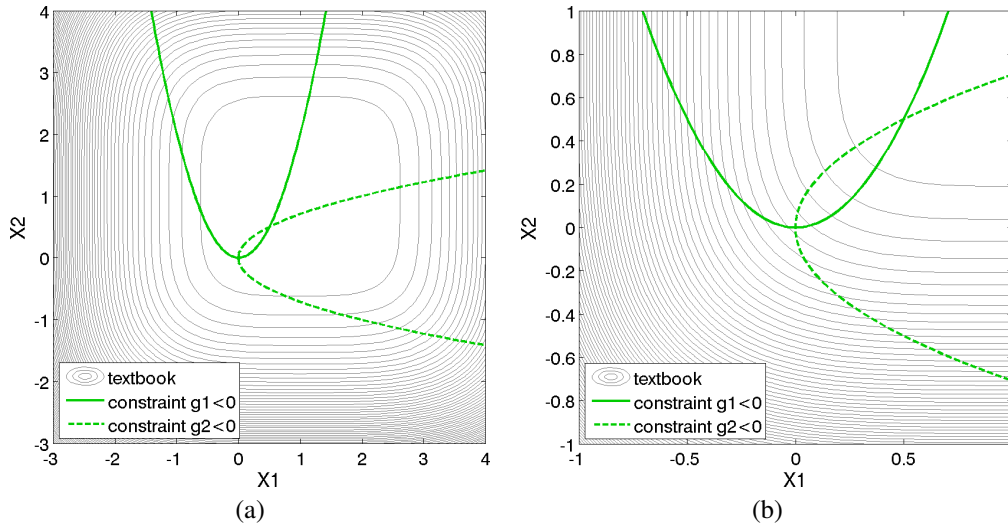 4
3
2
1
0
-1
-2
-3
X2
textbook
constraint g1<0
constraint g2<0
-3 -2 -1 0 1 2 3 4
X1
(a)
1
0.8
0.6
0.4
0.2
0
-0.2
-0.4
-0.6
-0.8
-1
X2
textbook
constraint g1<0
constraint g2<0
-1 -0.5 0 0.5
X1
(b)